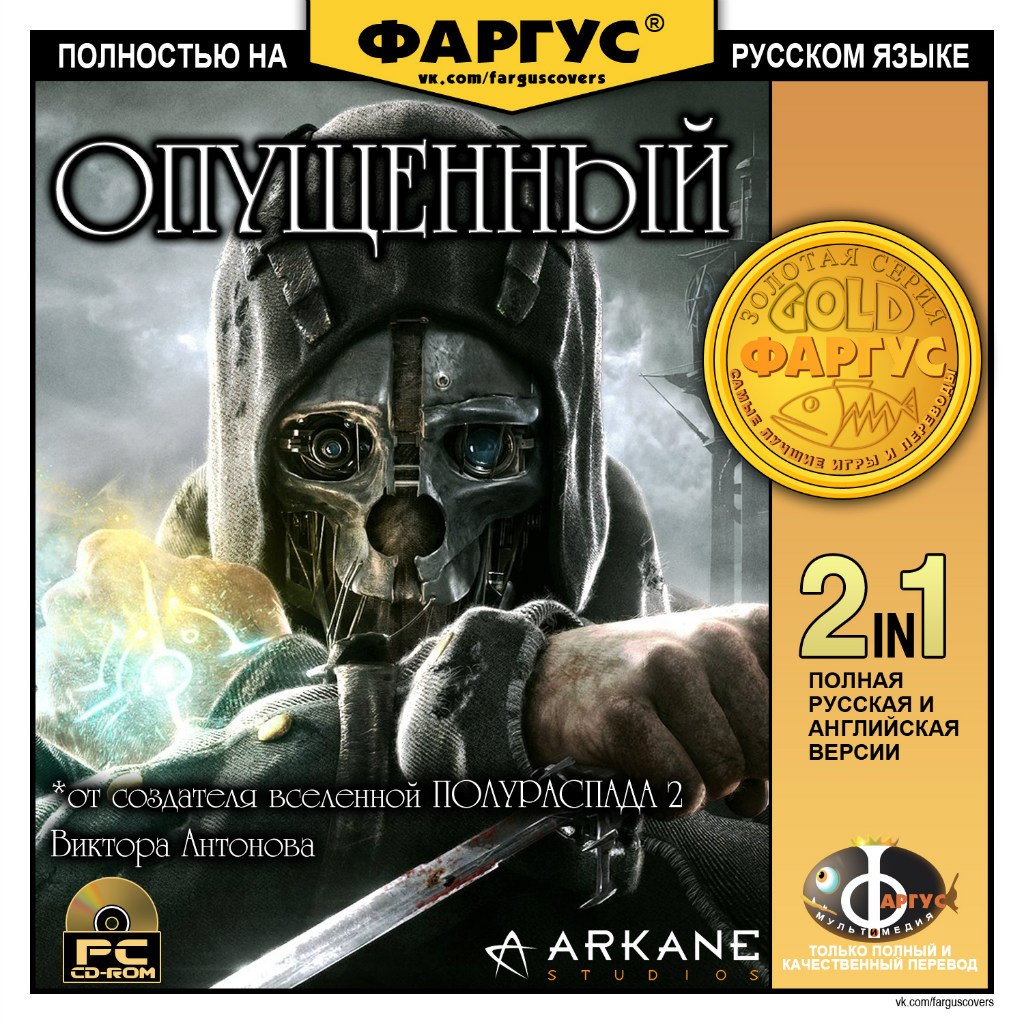 ПОЛНОСТЬЮ НА
ФАРГУС®
vk.com/farguscovers
РУССКОМ ЯЗЫКЕ
ОПУЩЕННЫЙ
ЗОЛОТАЯ СЕРИЯ
GOLD
ФАРГУС
САМЫЕ ЛУЧШИЕ ИГРЫ И ПЕРЕВОДЫ
2 IN 1
ПОЛНАЯ
РУССКАЯ И
АНГЛИЙСКАЯ
ВЕРСИИ
*от создателя вселенной ПОЛУРАСПАДА 2
Виктора Антонова
PC
CD-ROM
ARKANE
STUDIOS
ФАРГУС
МУЛЬТИМЕДИЯ
ТОЛЬКО ПОЛНЫЙ И
КАЧЕСТВЕННЫЙ ПЕРЕВОД
vk.com/farguscovers